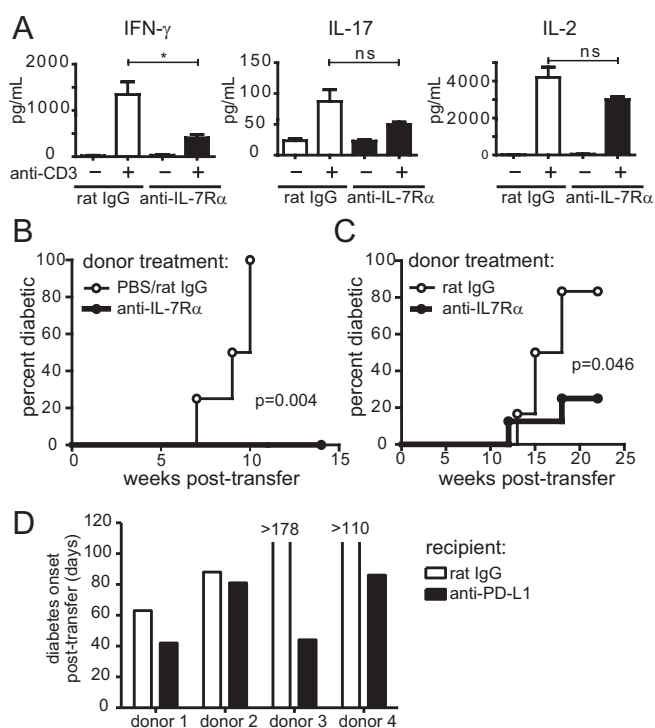 A
IFN-γ
IL-17
IL-2
pg/mL
2000
1000
0
*
pg/mL
150
100
50
0
ns
pg/mL
4000
2000
0
ns
anti-CD3 – + – +
– + – +
– + – +
rat IgG anti-IL-7Rα
rat IgG anti-IL-7Rα
rat IgG anti-IL-7Rα
B
percent diabetic
100
80
60
40
20
0
donor treatment:
PBS/rat IgG
anti-IL-7Rα
p=0.004
0 5 10 15
weeks post-transfer
C
percent diabetic
100
80
60
40
20
0
donor treatment:
rat IgG
anti-IL7Rα
p=0.046
0 5 10 15 20 25
weeks post-transfer
D
diabetes onset
post-transfer (days)
120
100
80
60
40
20
0
>178
>110
donor 1 donor 2 donor 3 donor 4
recipient:
rat IgG
anti-PD-L1